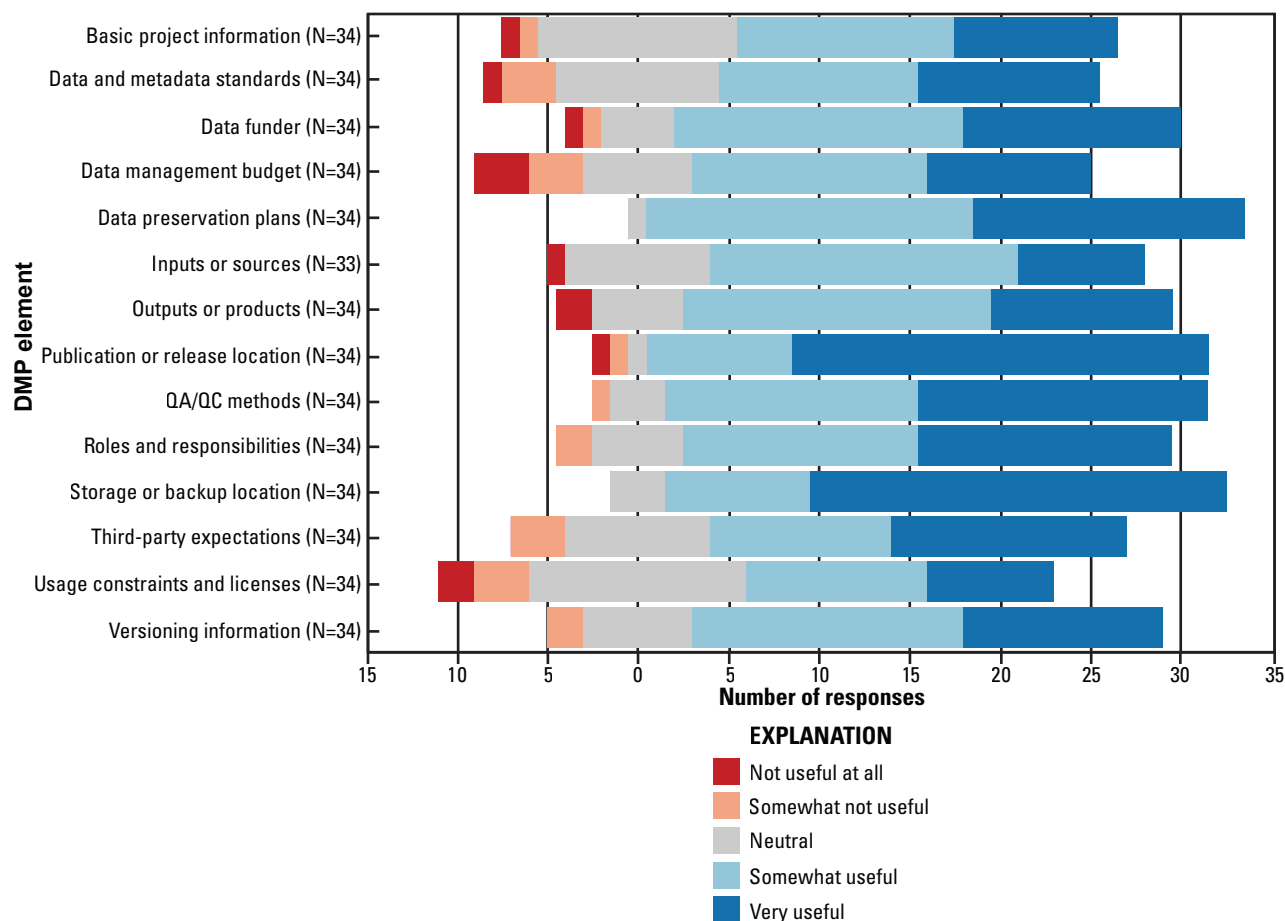 Basic project information (N=34)
Data and metadata standards (N=34)
Data funder (N=34)
Data management budget (N=34)
Data preservation plans (N=34)
Inputs or sources (N=33)
Outputs or products (N=34)
Publication or release location (N=34)
QA/QC methods (N=34)
Roles and responsibilities (N=34)
Storage or backup location (N=34)
Third-party expectations (N=34)
Usage constraints and licenses (N=34)
Versioning information (N=34)
DMP element
15 10 5 0 5 10 15 20 25 30 35
Number of responses
EXPLANATION
Not useful at all
Somewhat not useful
Neutral
Somewhat useful
Very useful